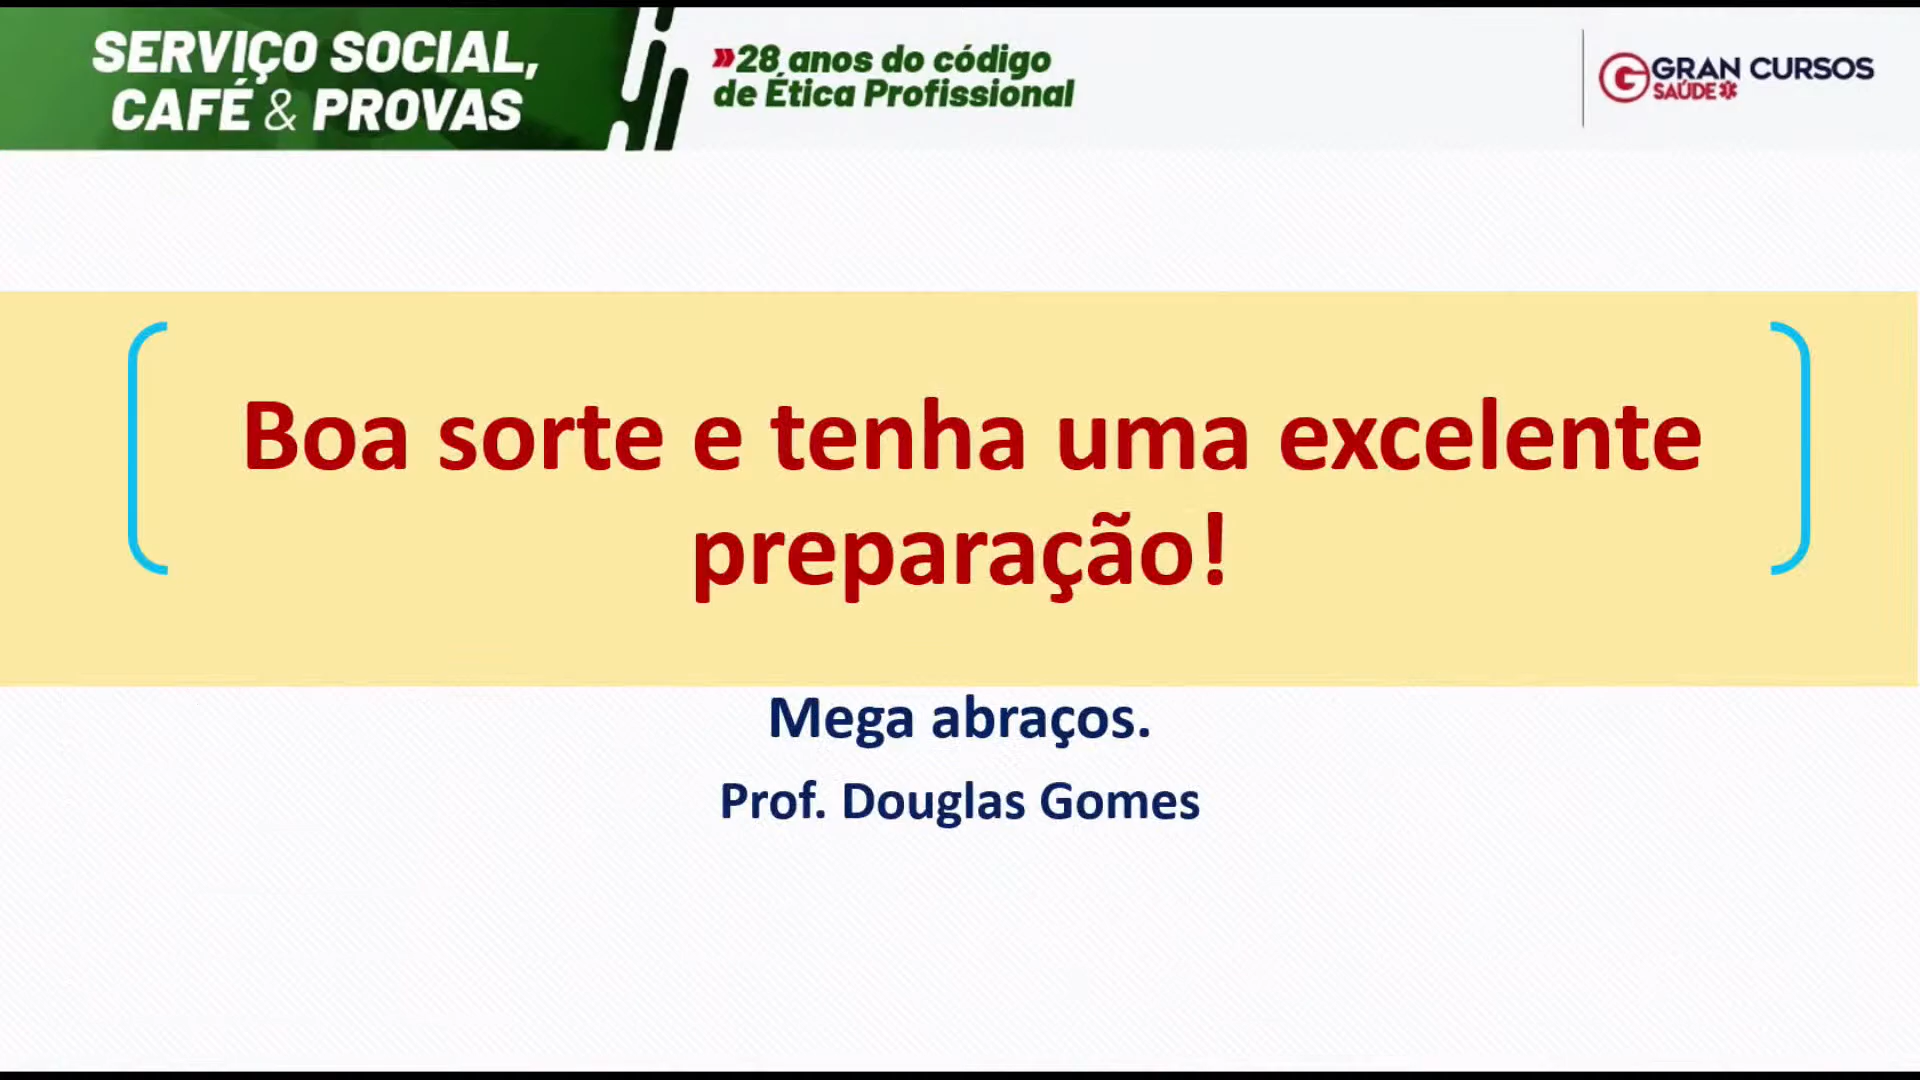 SERVIÇO SOCIAL,
CAFÉ & PROVAS
»28 anos do código
de Ética Profissional
GRAN CURSOS
SAÚDE
Boa sorte e tenha uma excelente
preparação!
Mega abraços.
Prof. Douglas Gomes